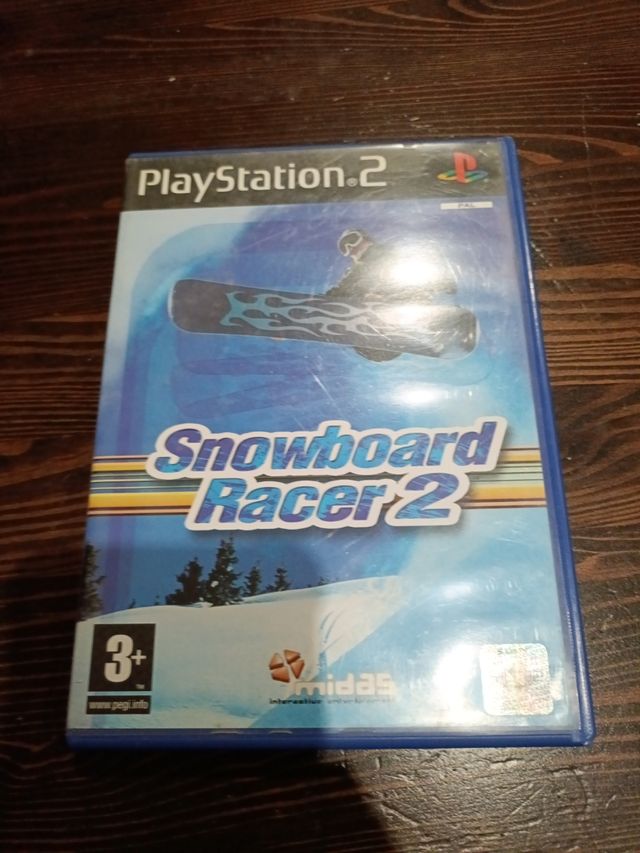 PlayStation®2
PAL
Snowboard
Racer 2
3+
www.pegi.info
midas
interactive entertainment